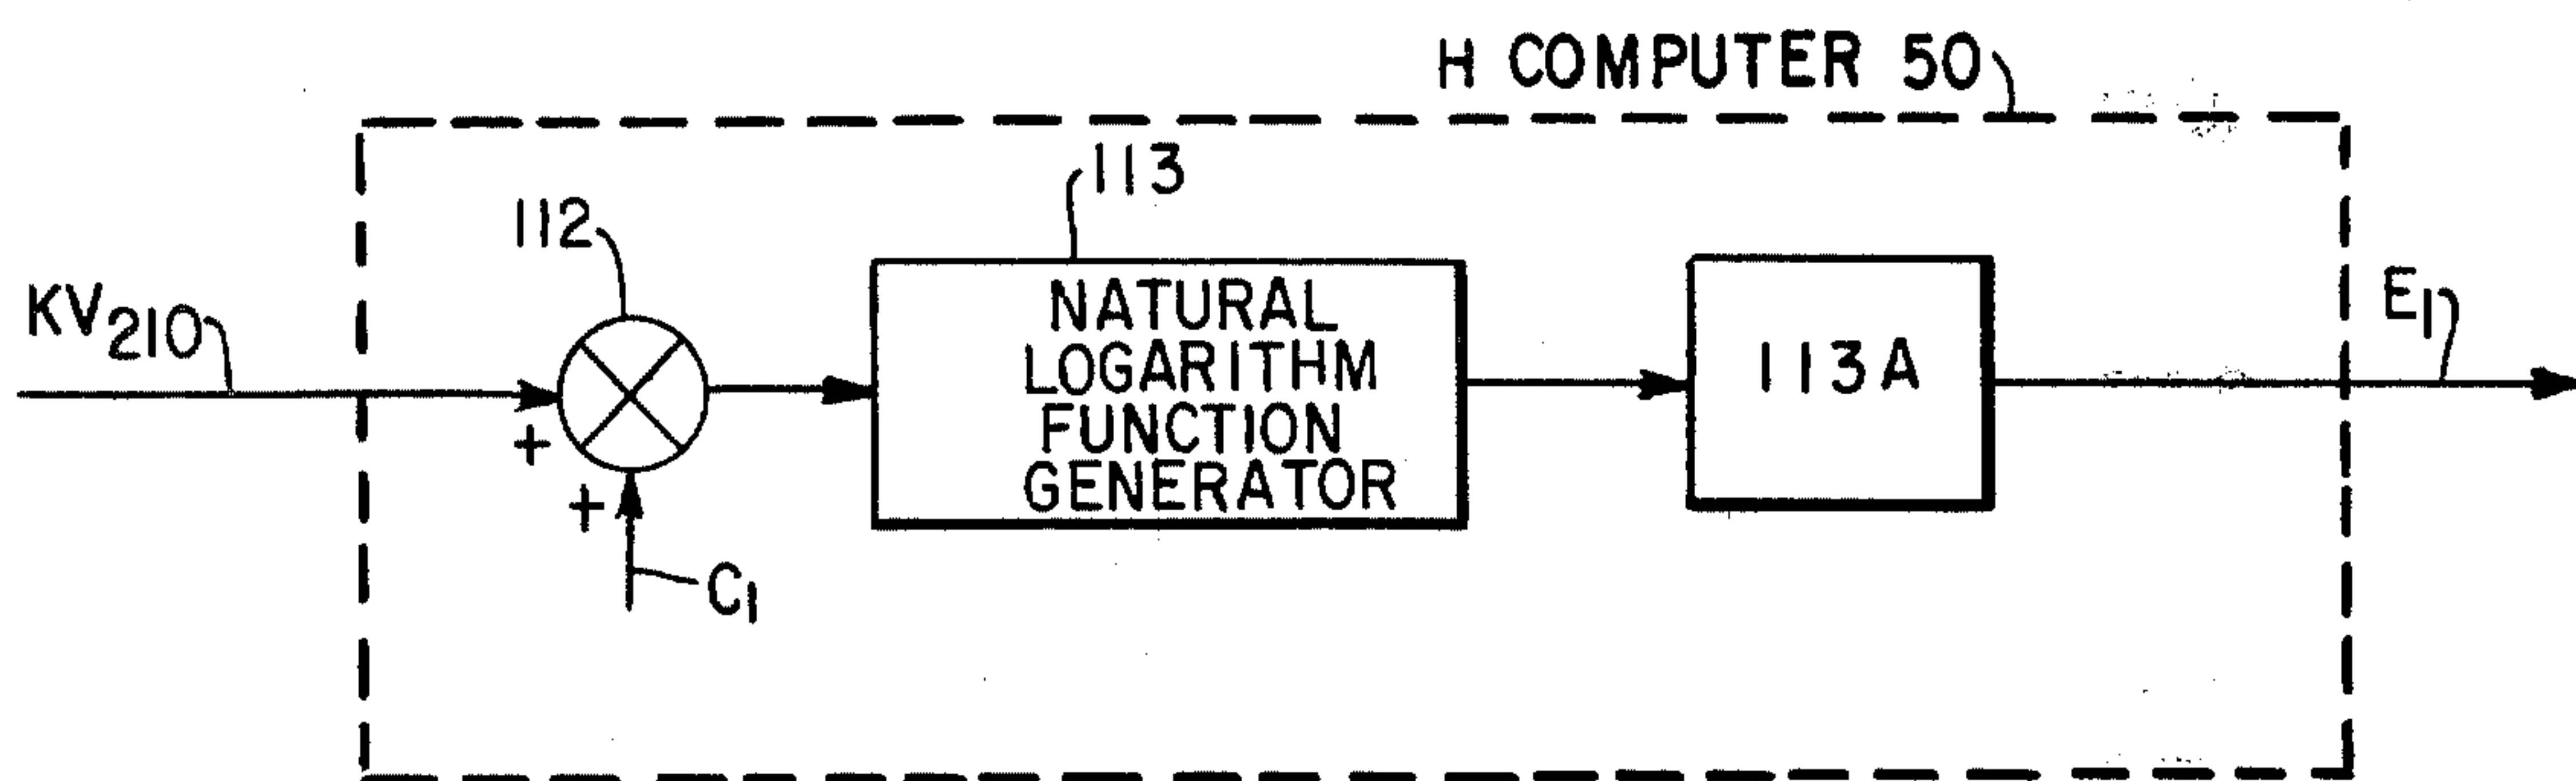 H COMPUTER 50
113
112
KV210
NATURAL
LOGARITHM
FUNCTION
GENERATOR
113A
E1
+
+
C1